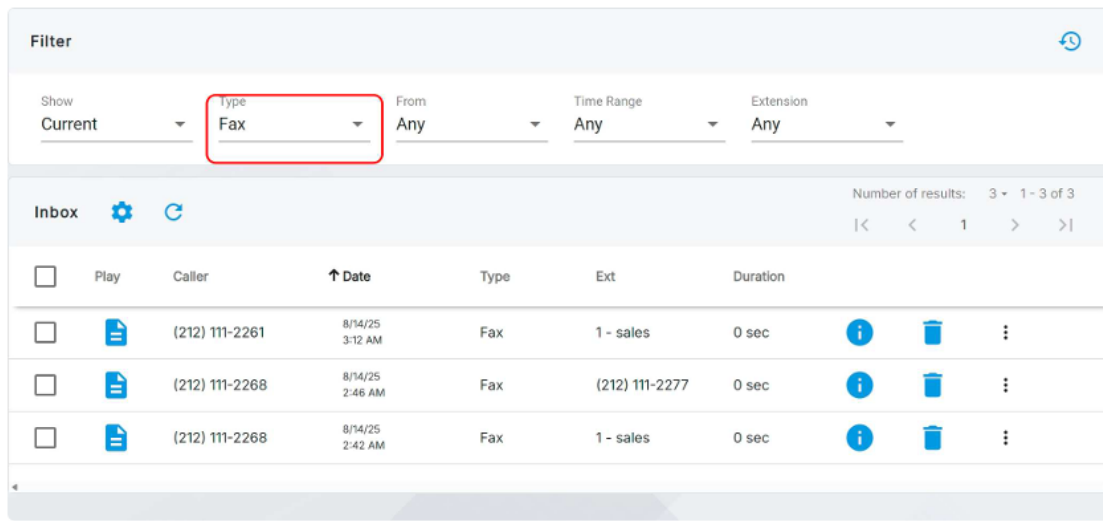 Filter
Show Type From Time Range Extension
Current Fax Any Any Any
Number of results: 3 1 - 3 of 3
Inbox
1
Play Caller Date Type Ext Duration
(212) 111-2261 8/14/25 3:12 AM Fax 1 - sales 0 sec
(212) 111-2268 8/14/25 2:46 AM Fax (212) 111-2277 0 sec
(212) 111-2268 8/14/25 2:42 AM Fax 1 - sales 0 sec